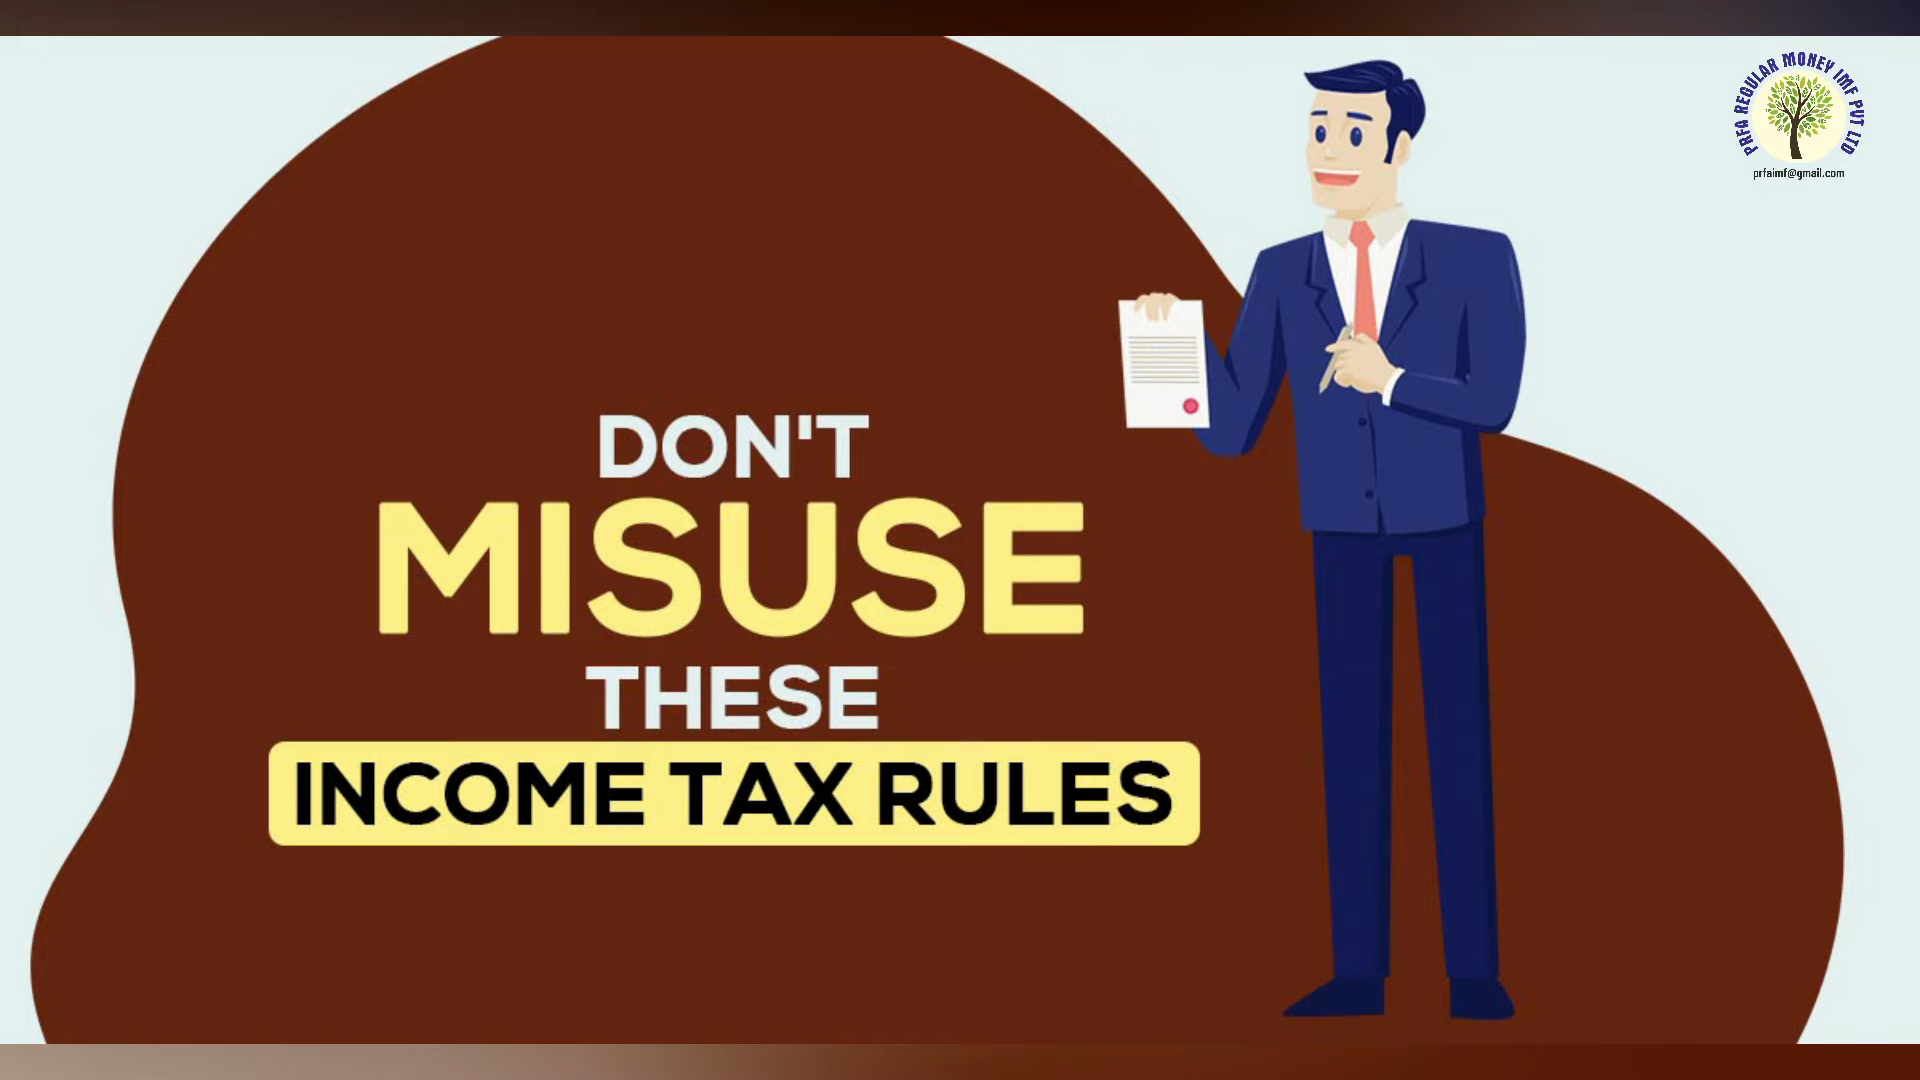 PRFA REGULAR MONEY IMF PVT LTD
prfaimf@gmail.com
DON'T
MISUSE
THESE
INCOME TAX RULES